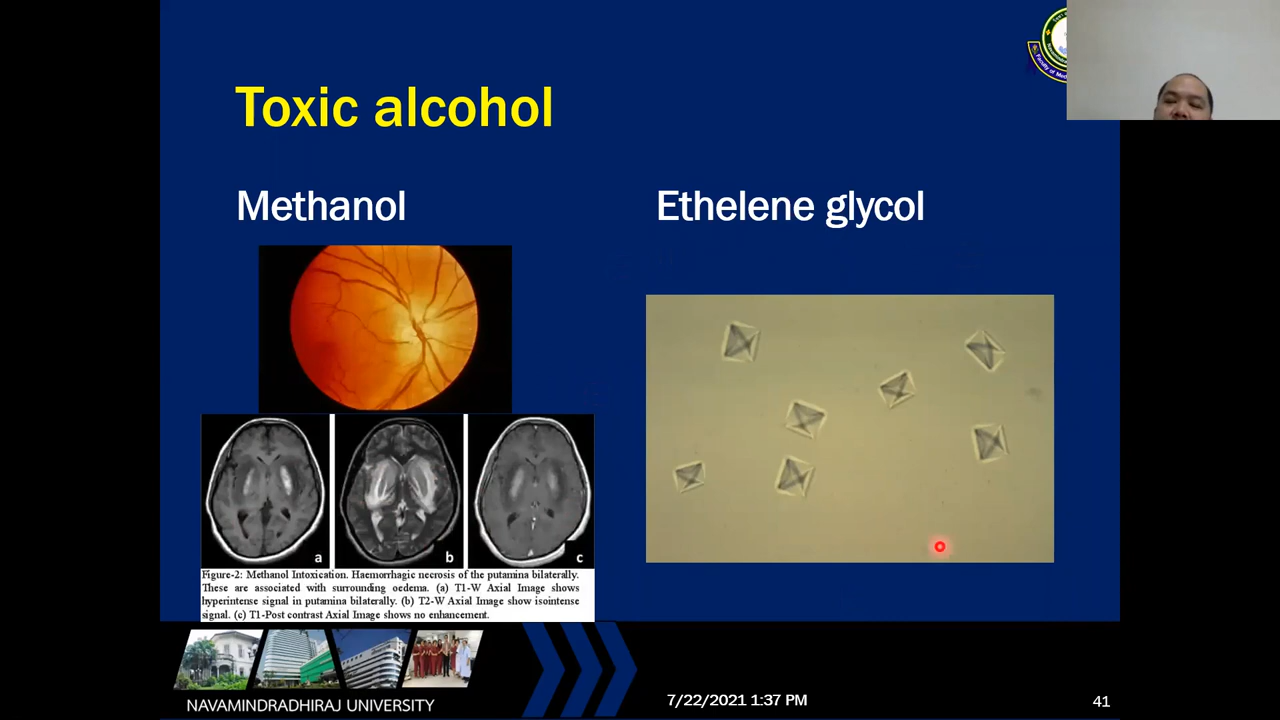 Toxic alcohol
Methanol
Ethelene glycol
a
b
c
Figure-2: Methanol Intoxication. Haemorrhagic necrosis of the putamina bilaterally.
These are associated with surrounding oedema. (a) T1-W Axial Image shows
hyperintense signal in putamina bilaterally. (b) T2-W Axial Image show isointense
signal. (c) T1-Post contrast Axial Image shows no enhancement.
NAVAMINDRADHIRAJ UNIVERSITY
7/22/2021 1:37 PM
41